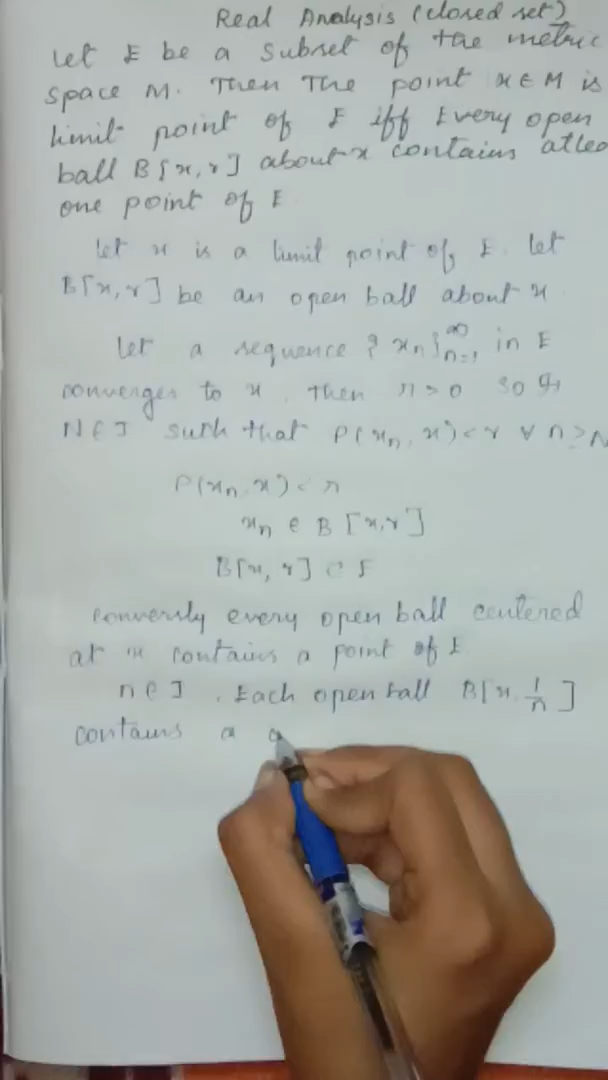 Real Analysis (closed set)
Let E be a subset of the metric
space M. Then The point x ∈ M is
limit point of E iff Every open
ball B[x, r] about x contains atlea
one point of E
Let x is a limit point of E. Let
B[x, r] be an open ball about x
Let a sequence {xn}∞n=1 in E
converges to x, Then r > 0 so ∃
N ∈ I such that ρ(xn, x) < r ∀ n ≥ N
ρ(xn, x) < r
xn ∈ B[x, r]
B[x, r] ⊂ E
conversly every open ball centered
at x contains a point of E
n ∈ I. Each open ball B[x, 1/n]
contains a